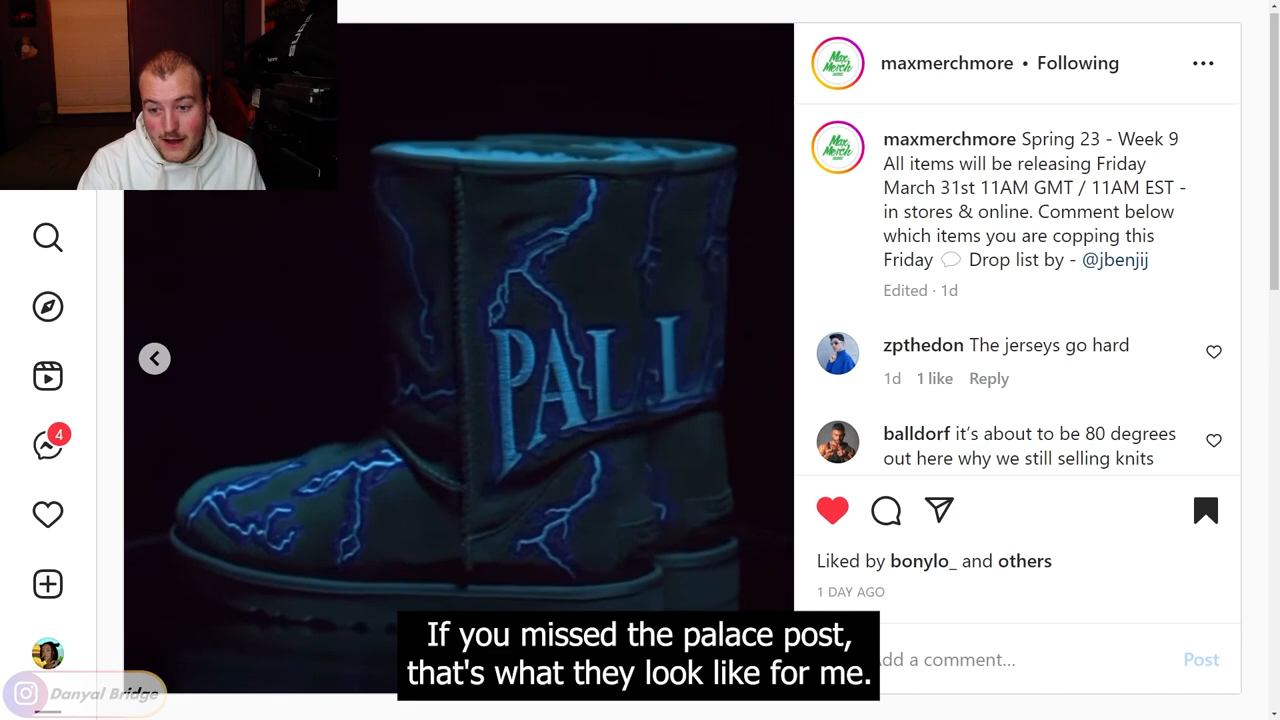 maxmerchmore • Following
maxmerchmore Spring 23 - Week 9
All items will be releasing Friday
March 31st 11AM GMT / 11AM EST -
in stores & online. Comment below
which items you are copping this
Friday 💬 Drop list by - @jbenjij
Edited · 1d
zpthedon The jerseys go hard
1d 1 like Reply
balldorf it’s about to be 80 degrees
out here why we still selling knits
PAL L
4
Liked by bonylo_ and others
1 DAY AGO
dd a comment... Post
If you missed the palace post,
that's what they look like for me.
Danyal Bridge